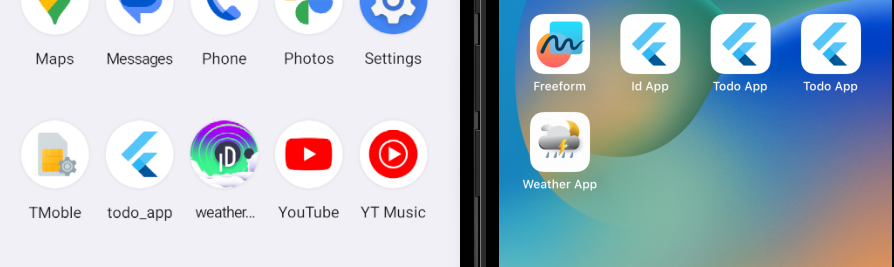 Maps Messages Phone Photos Settings
TMoble todo_app weather... YouTube YT Music
Freeform Id App Todo App Todo App
Weather App
ID